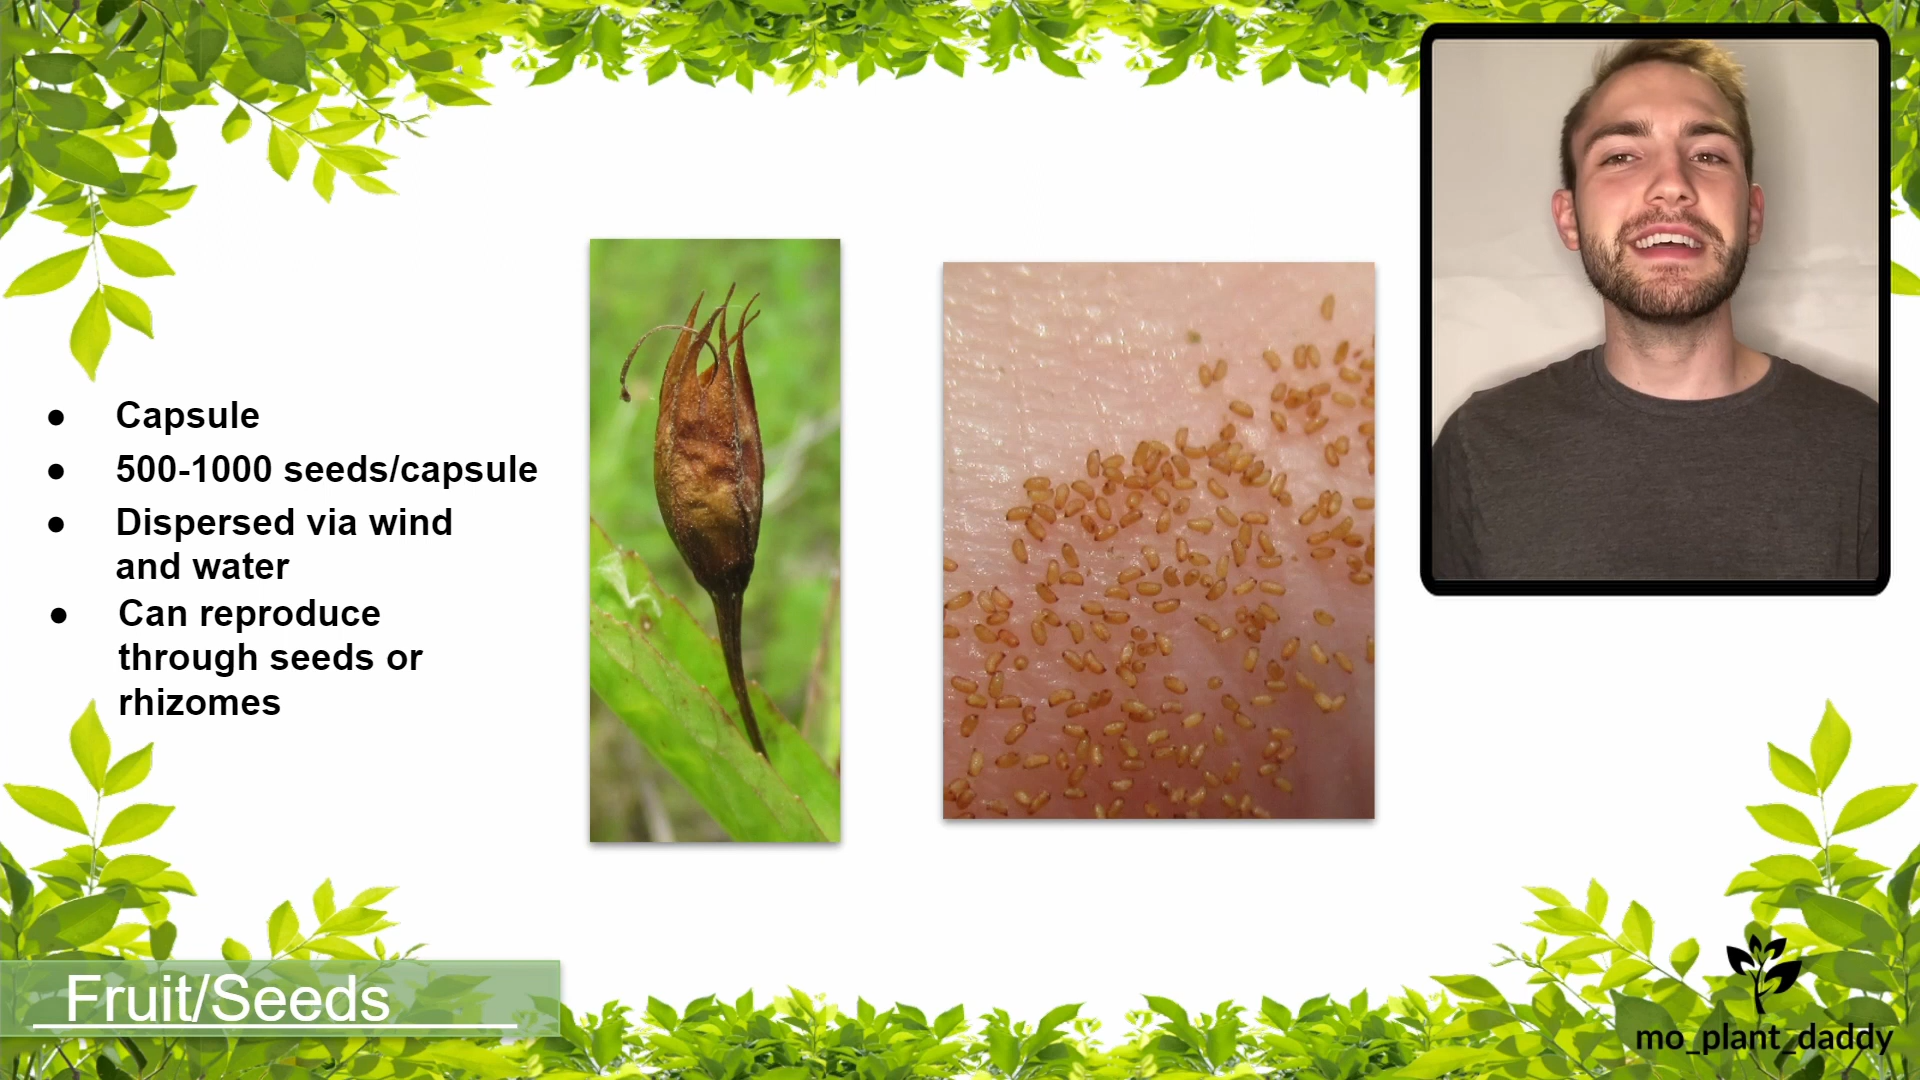 ● Capsule
● 500-1000 seeds/capsule
● Dispersed via wind
and water
● Can reproduce
through seeds or
rhizomes
Fruit/Seeds
mo_plant_daddy